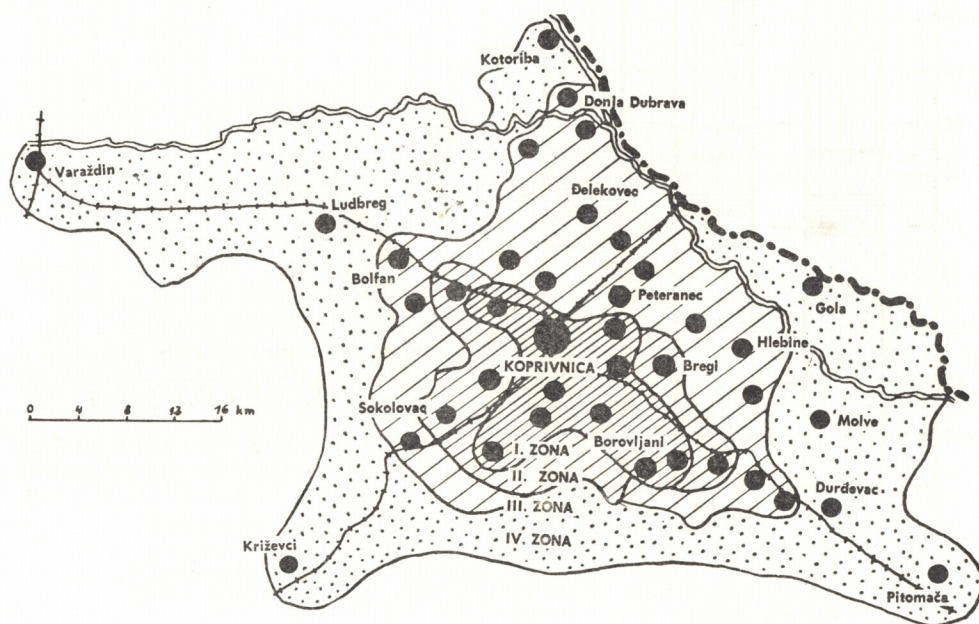 Kotoriba
Donja Dubrava
Varaždin
Đelekovec
Ludbreg
Bolfan
Peteranec
Gola
Hlebine
KOPRIVNICA
Bregi
0 4 8 12 16 km
Sokolovac
Molve
Borovljani
I. ZONA
II. ZONA
Đurđevac
III. ZONA
IV. ZONA
Križevci
Pitomača